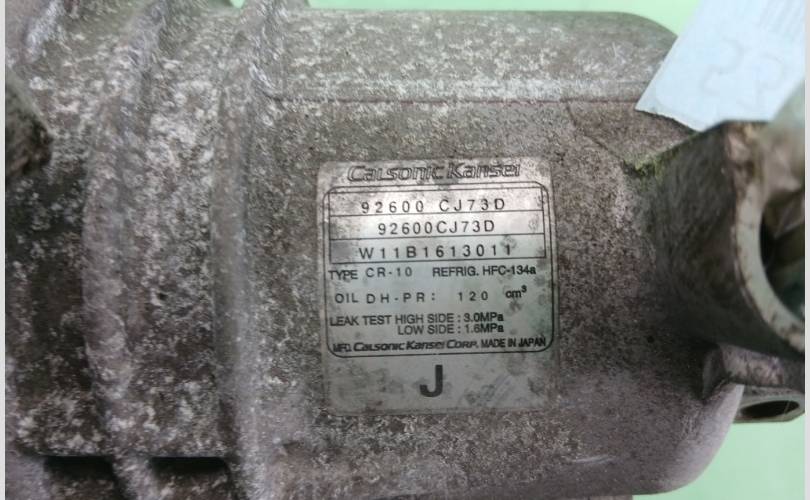 Calsonic Kansei
92600 CJ73D
92600CJ73D
W11B1613011
TYPE CR-10 REFRIG. HFC-134a
OIL DH-PR: 120 cm³
LEAK TEST HIGH SIDE : 3.0MPa
LOW SIDE : 1.6MPa
MFD. Calsonic Kansei CORP. MADE IN JAPAN
J